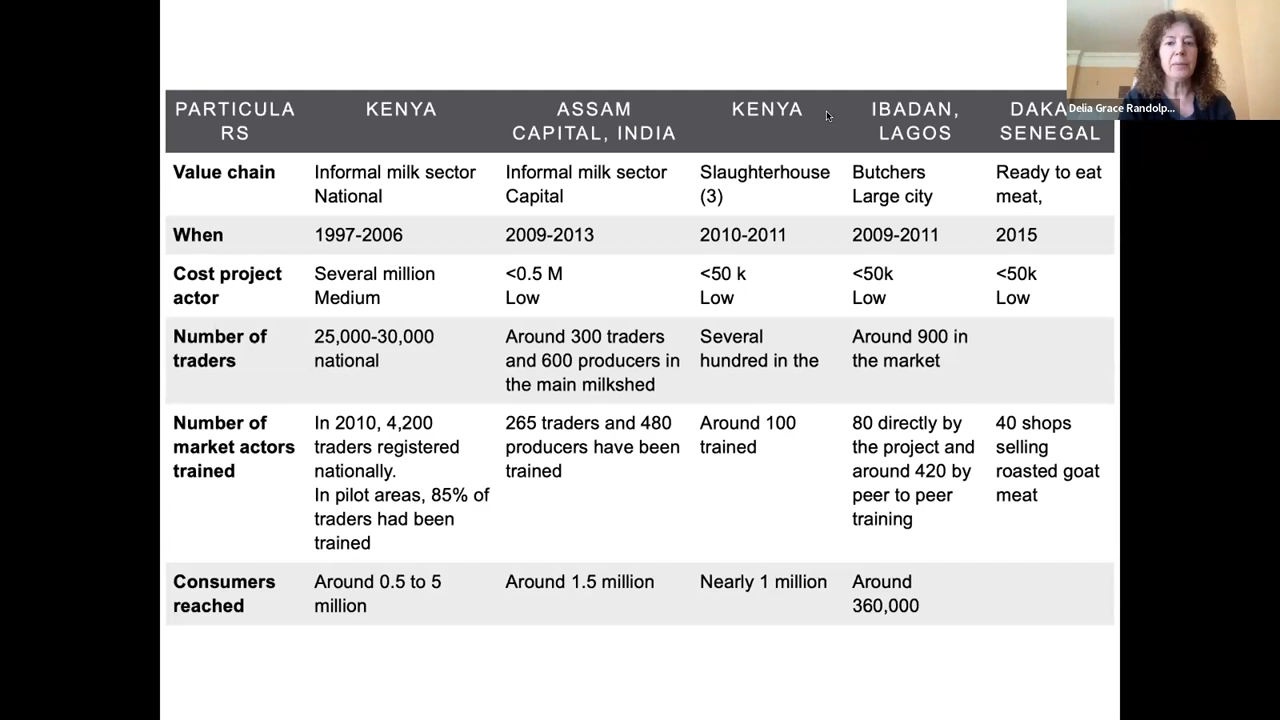 Delia Grace Randolp...
PARTICULA
RS
KENYA
ASSAM
CAPITAL, INDIA
KENYA
IBADAN,
LAGOS
SENEGAL
Value chain
Informal milk sector
National
Informal milk sector
Capital
Slaughterhouse
(3)
Butchers
Large city
Ready to eat
meat,
When
1997-2006
2009-2013
2010-2011
2009-2011
2015
Cost project
actor
Several million
Medium
<0.5 M
Low
<50 k
Low
<50k
Low
<50k
Low
Number of
traders
25,000-30,000
national
Around 300 traders
and 600 producers in
the main milkshed
Several
hundred in the
Around 900 in
the market
Number of
market actors
trained
In 2010, 4,200
traders registered
nationally.
In pilot areas, 85% of
traders had been
trained
265 traders and 480
producers have been
trained
Around 100
trained
80 directly by
the project and
around 420 by
peer to peer
training
40 shops
selling
roasted goat
meat
Consumers
reached
Around 0.5 to 5
million
Around 1.5 million
Nearly 1 million
Around
360,000